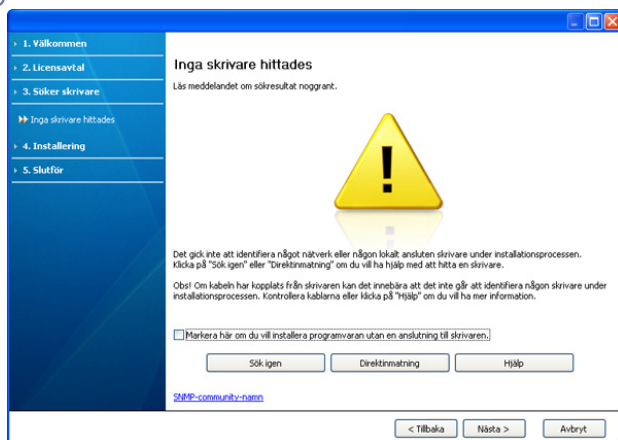 1. Välkommen
2. Licensavtal
3. Söker skrivare
Inga skrivare hittades
4. Installering
5. Slutför
Inga skrivare hittades
Läs meddelandet om sökresultat noggrant.
Det gick inte att identifiera något nätverk eller någon lokalt ansluten skrivare under installationsprocessen.
Klicka på "Sök igen" eller "Direktinmatning" om du vill ha hjälp med att hitta en skrivare.
Obs! Om kabeln har kopplats från skrivaren kan det innebära att det inte går att identifiera någon skrivare under
installationsprocessen. Kontrollera kablarna eller klicka på "Hjälp" om du vill ha mer information.
Markera här om du vill installera programvaran utan en anslutning till skrivaren.
Sök igen
Direktinmatning
Hjälp
SNMP-community-namn
< Tillbaka
Nästa >
Avbryt